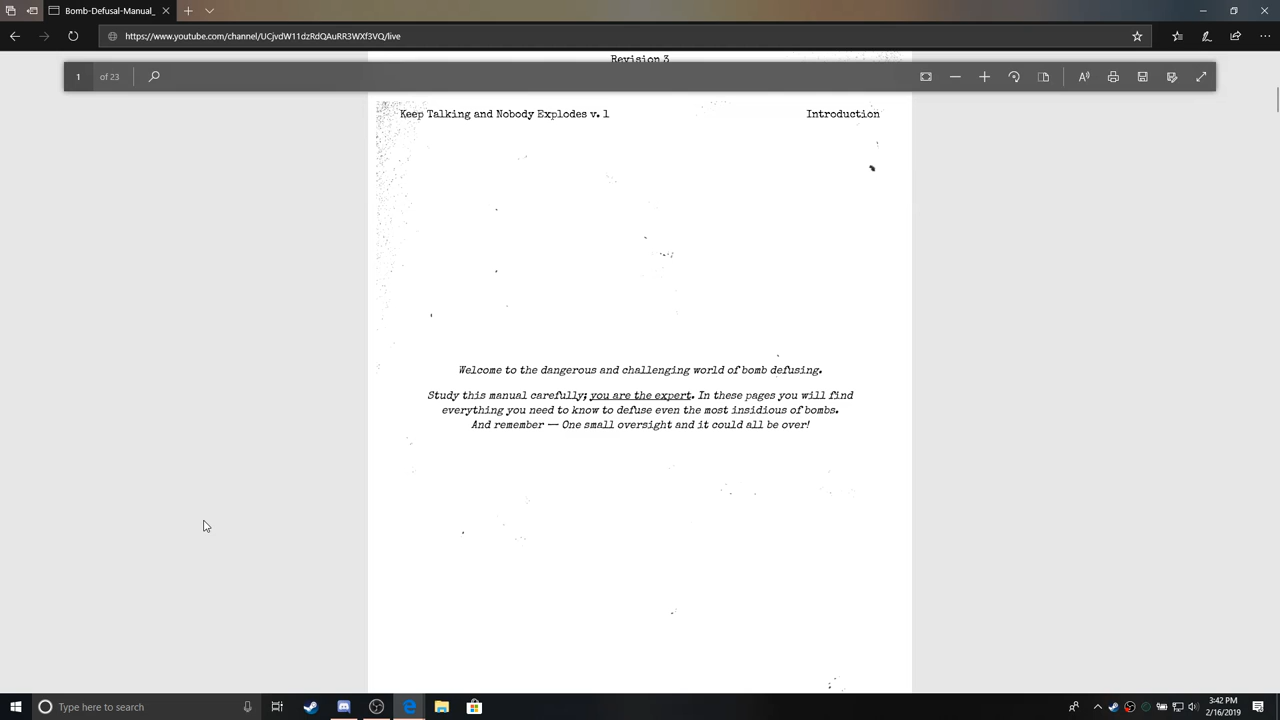 Bomb-Defusal-Manual_
https://www.youtube.com/channel/UCjvdW11dzRdQAuRR3WXf3VQ/live
Revision 3
1 of 23
Keep Talking and Nobody Explodes v. 1
Introduction
Welcome to the dangerous and challenging world of bomb defusing.
Study this manual carefully; you are the expert. In these pages you will find
everything you need to know to defuse even the most insidious of bombs.
And remember — One small oversight and it could all be over!
Type here to search
3:42 PM
2/16/2019